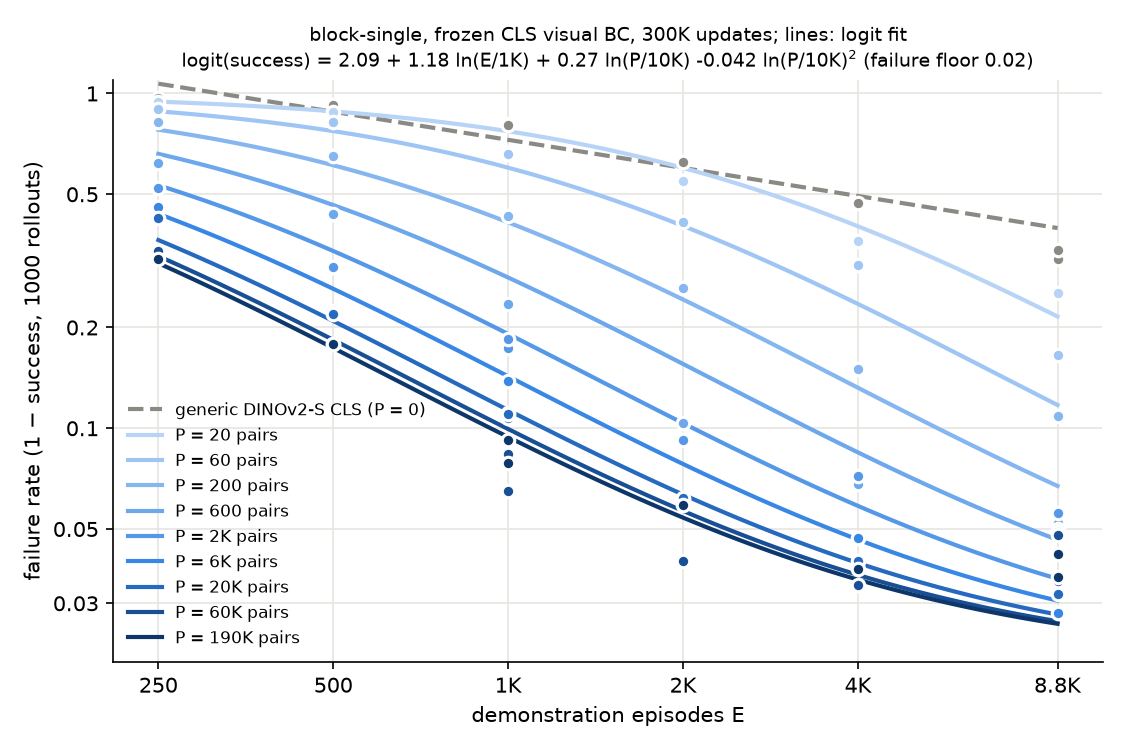 block-single, frozen CLS visual BC, 300K updates; lines: logit fit
logit(success) = 2.09 + 1.18 ln(E/1K) + 0.27 ln(P/10K) -0.042 ln(P/10K)² (failure floor 0.02)
failure rate (1 − success, 1000 rollouts)
1
0.5
0.2
0.1
0.05
0.03
generic DINOv2-S CLS (P = 0)
P = 20 pairs
P = 60 pairs
P = 200 pairs
P = 600 pairs
P = 2K pairs
P = 6K pairs
P = 20K pairs
P = 60K pairs
P = 190K pairs
250
500
1K
2K
4K
8.8K
demonstration episodes E